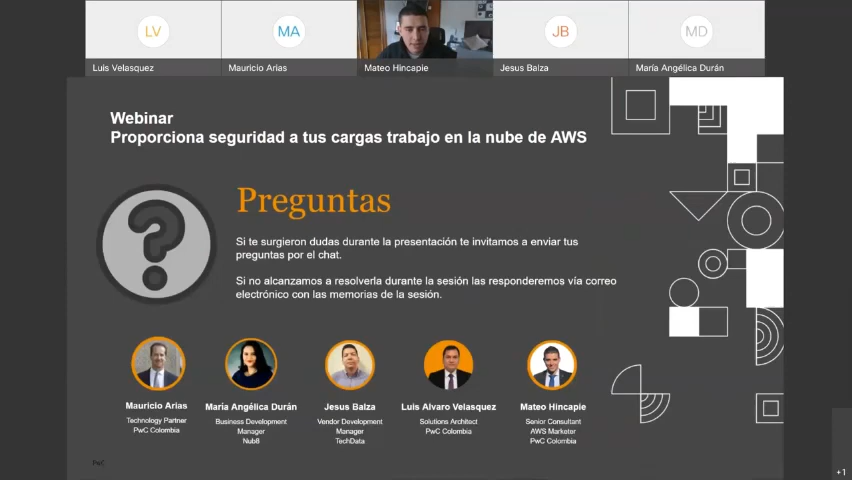 LV
MA
JB
MD
Luis Velasquez
Mauricio Arias
Mateo Hincapie
Jesus Balza
María Angélica Durán
Webinar
Proporciona seguridad a tus cargas trabajo en la nube de AWS
Preguntas
Si te surgieron dudas durante la presentación te invitamos a enviar tus
preguntas por el chat.
Si no alcanzamos a resolverla durante la sesión las responderemos vía correo
electrónico con las memorias de la sesión.
Mauricio Arias
Technology Partner
PwC Colombia
María Angélica Durán
Business Development
Manager
Nub8
Jesus Balza
Vendor Development
Manager
TechData
Luis Alvaro Velasquez
Solutions Architect
PwC Colombia
Mateo Hincapie
Senior Consultant
AWS Marketer
PwC Colombia
PwC
+1